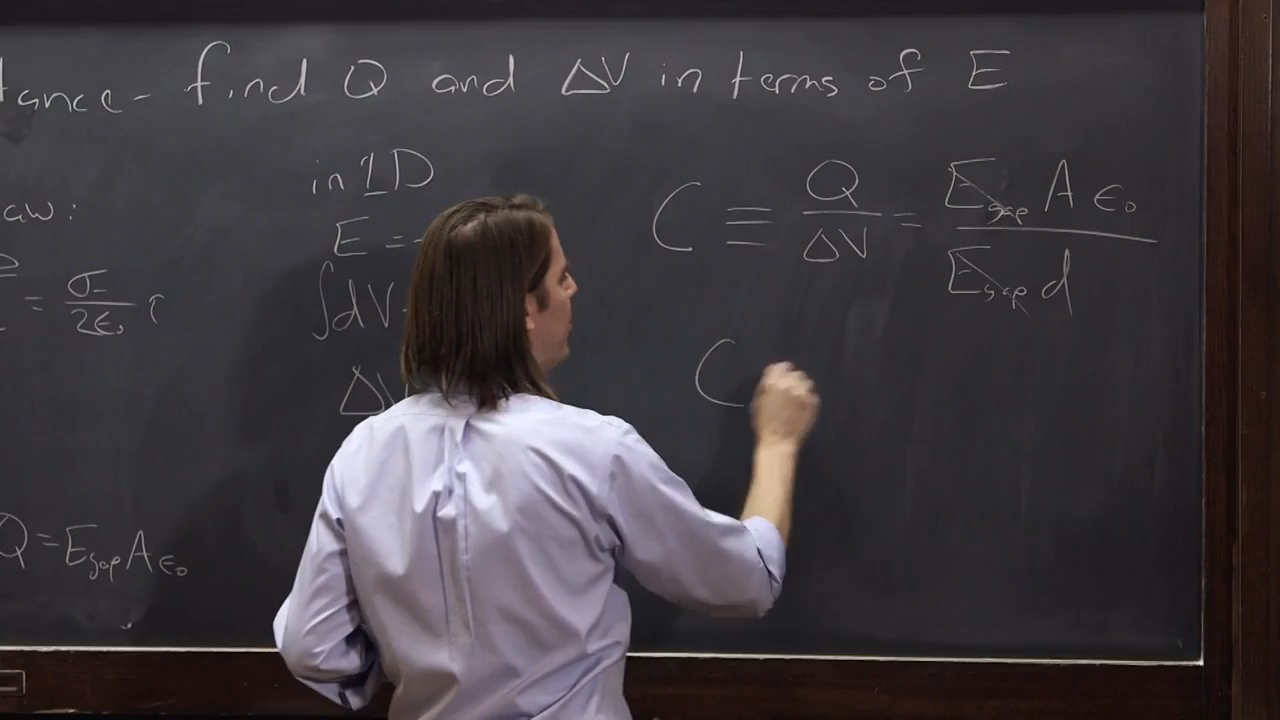 tance - find Q and ΔV in terms of E
aw:
= σ/2ε₀ î
Q = E_gap A ε₀
in 1D
E = -
∫dV
ΔV
C ≡ Q/ΔV = E_gap A ε₀ / E_gap d
C